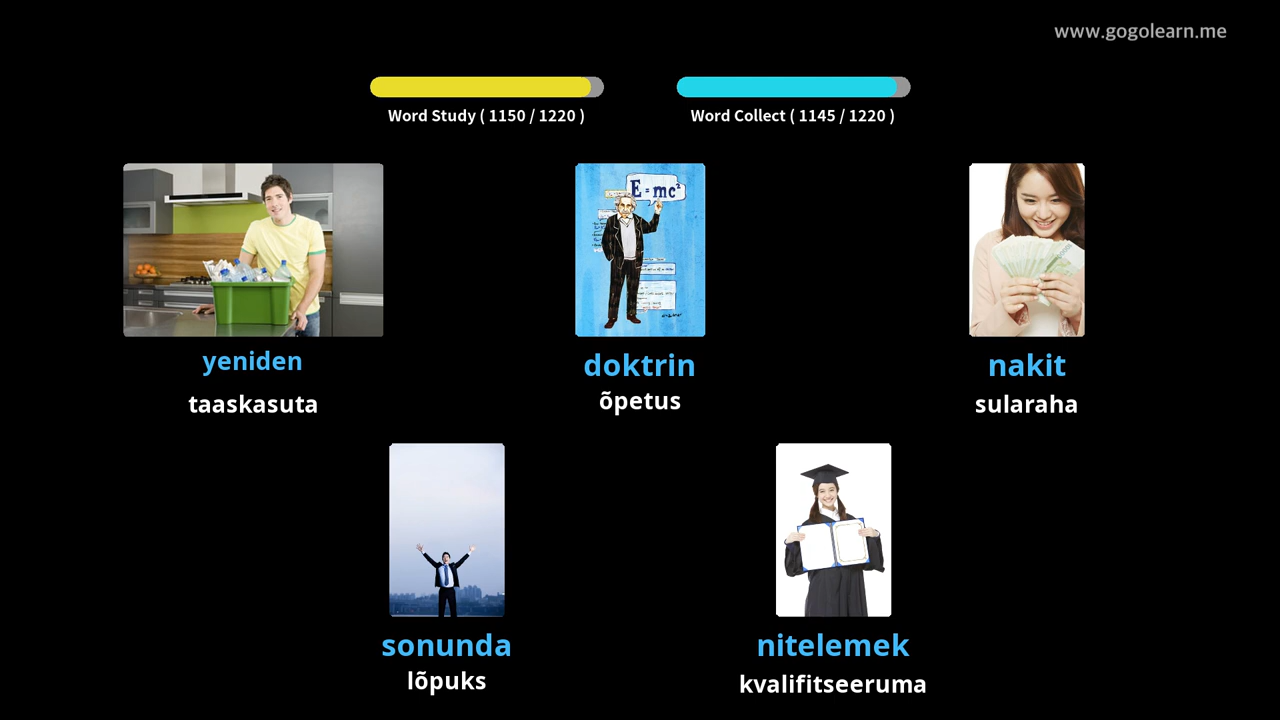 www.gogolearn.me
Word Study ( 1150 / 1220 )
Word Collect ( 1145 / 1220 )
E=mc²
yeniden
doktrin
nakit
taaskasuta
õpetus
sularaha
sonunda
nitelemek
lõpuks
kvalifitseeruma